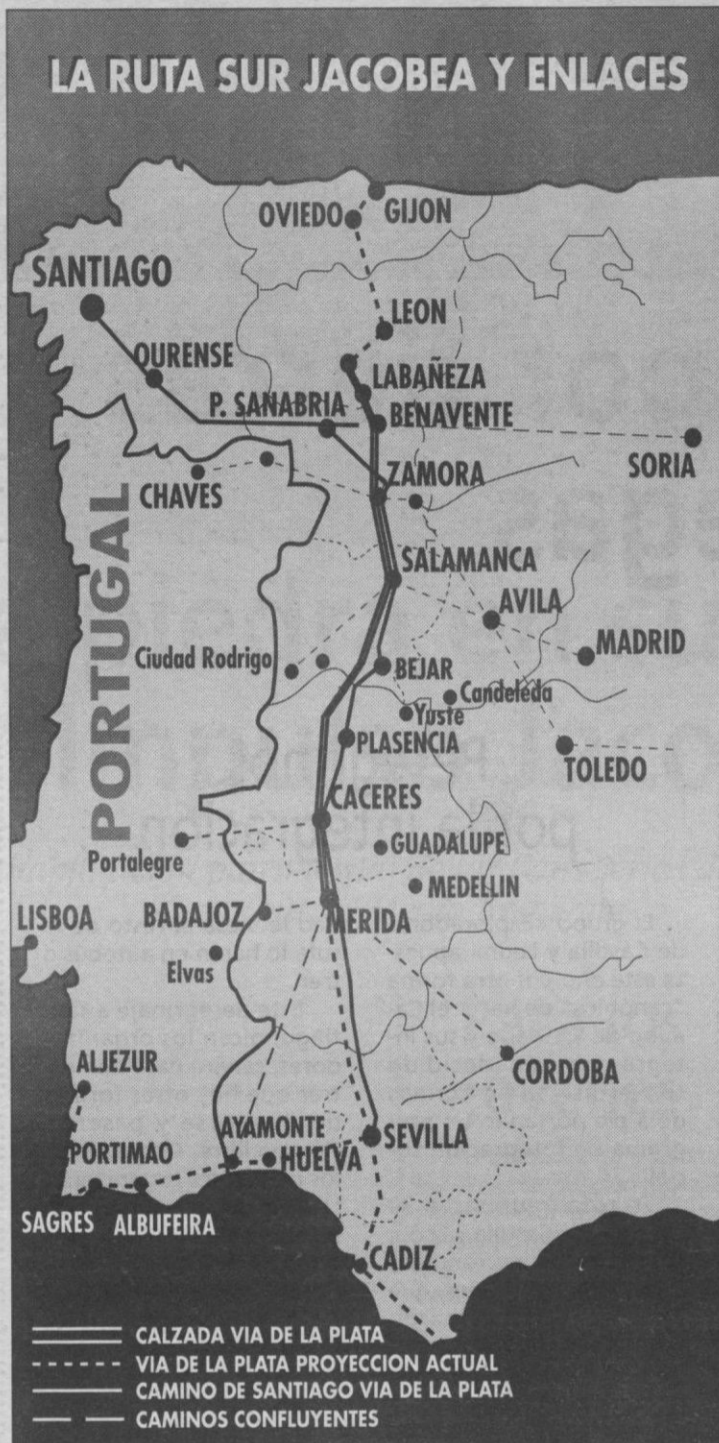 LA RUTA SUR JACOBEA Y ENLACES
OVIEDO
GIJON
SANTIAGO
LEON
OURENSE
LABAÑEZA
P. SANABRIA
BENAVENTE
SORIA
CHAVES
ZAMORA
PORTUGAL
SALAMANCA
AVILA
MADRID
Ciudad Rodrigo
BEJAR
Candeleda
Yuste
PLASENCIA
TOLEDO
CACERES
Portalegre
GUADALUPE
MEDELLIN
LISBOA
BADAJOZ
MERIDA
Elvas
CORDOBA
ALJEZUR
AYAMONTE
SEVILLA
PORTIMAO
HUELVA
SAGRES
ALBUFEIRA
CADIZ
CALZADA VIA DE LA PLATA
VIA DE LA PLATA PROYECCION ACTUAL
CAMINO DE SANTIAGO VIA DE LA PLATA
CAMINOS CONFLUYENTES